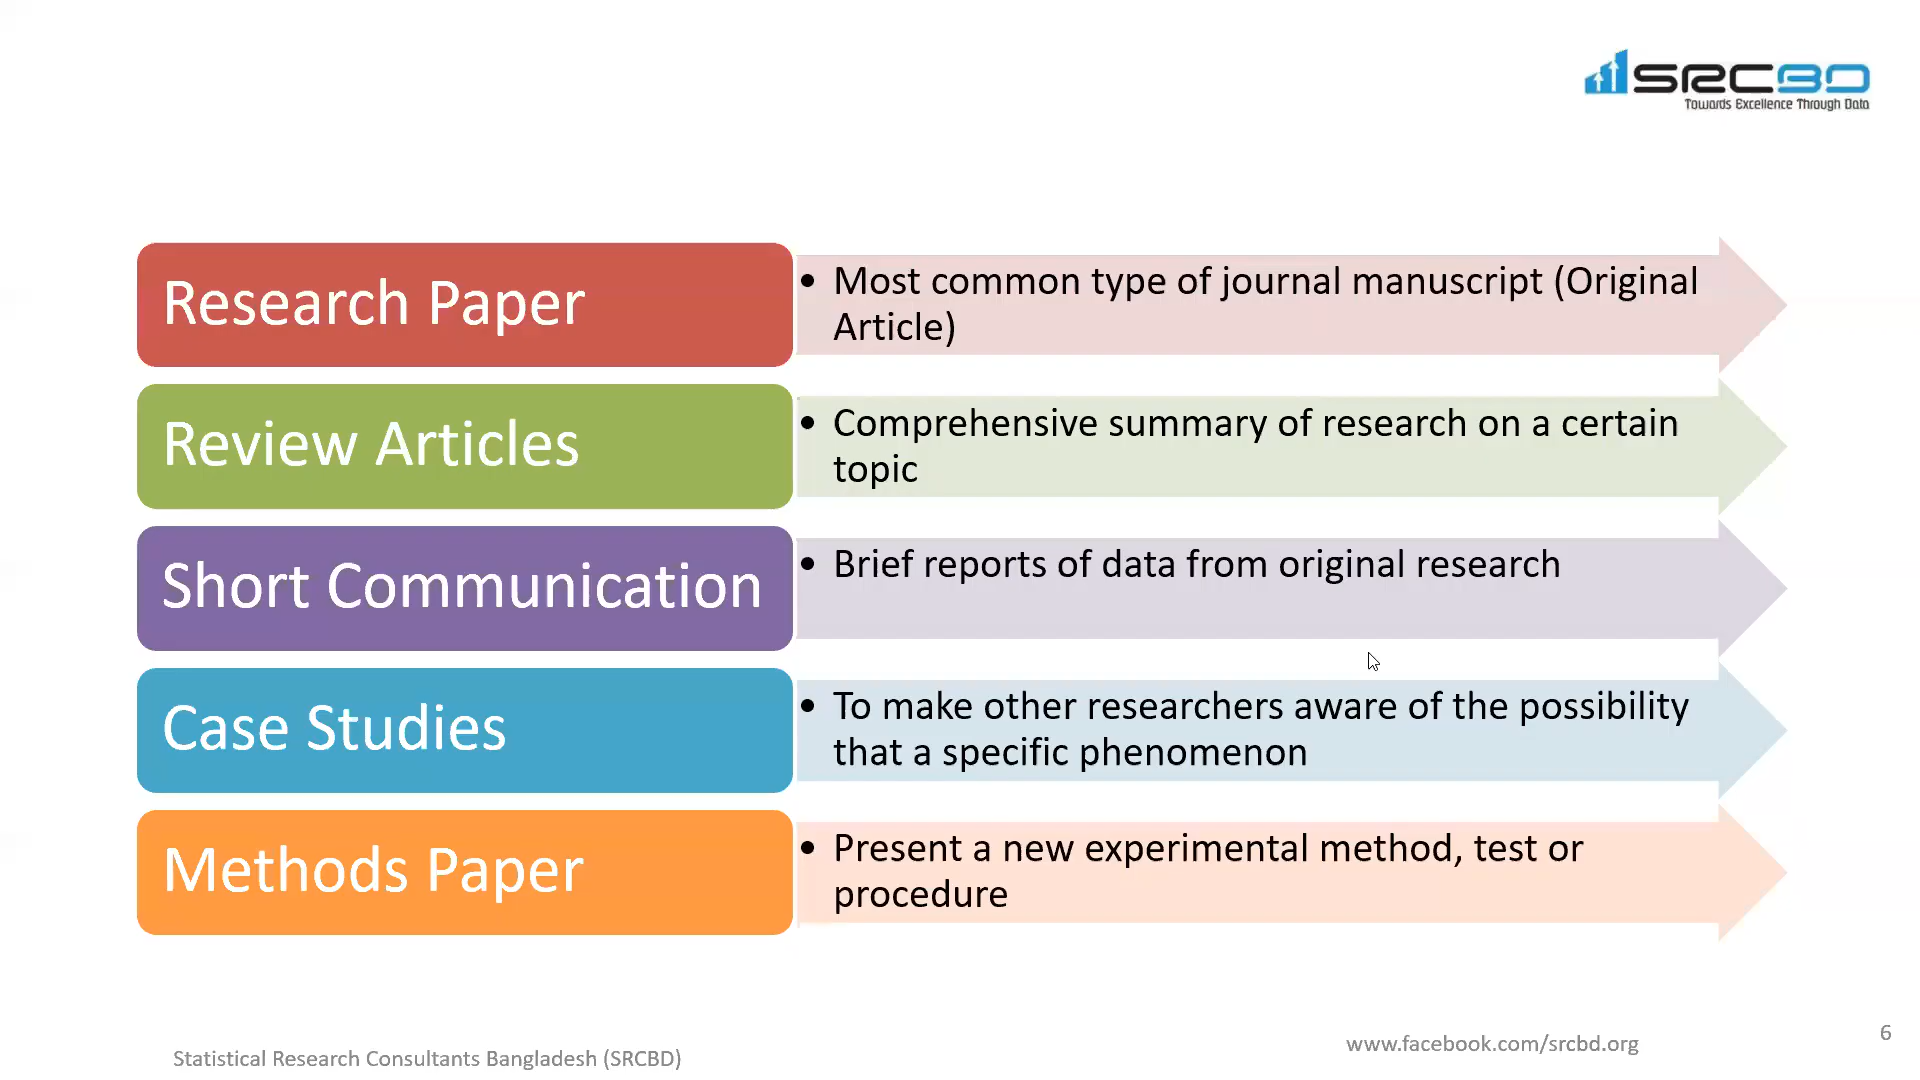 SRCBD
Towards Excellence Through Data
Research Paper
• Most common type of journal manuscript (Original
Article)
Review Articles
• Comprehensive summary of research on a certain
topic
Short Communication
• Brief reports of data from original research
Case Studies
• To make other researchers aware of the possibility
that a specific phenomenon
Methods Paper
• Present a new experimental method, test or
procedure
Statistical Research Consultants Bangladesh (SRCBD)
www.facebook.com/srcbd.org
6